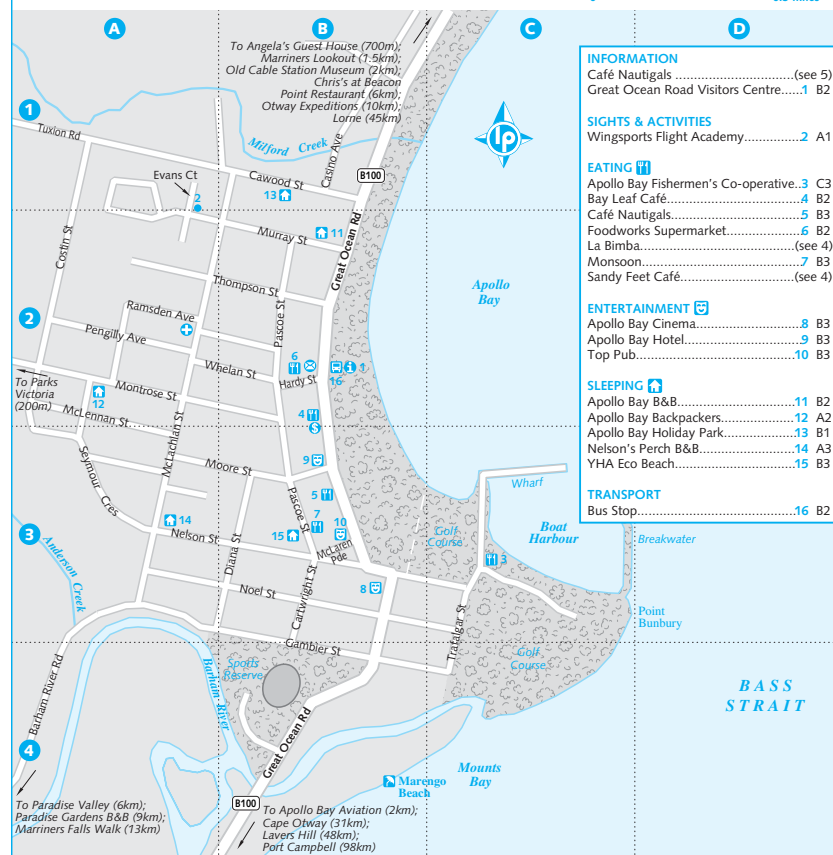 A
B
C
D
1
2
3
4
To Angela's Guest House (700m);
Marriners Lookout (1.5km);
Old Cable Station Museum (2km);
Chris's at Beacon
Point Restaurant (6km);
Otway Expeditions (10km);
Lorne (45km)
Tuxion Rd
Milford Creek
Casino Ave
B100
Evans Ct
2
Cawood St
13
Murray St
11
Great Ocean Rd
Costin St
Thompson St
Pascoe St
Apollo
Bay
Ramsden Ave
Pengilly Ave
Whelan St
6
Hardy St
16
1
To Parks
Victoria
(200m)
Montrose St
12
McLennan St
McLachlan St
4
$
9
Moore St
Seymour Cres
5
Pascoe St
7
10
14
Nelson St
15
McLaren
Pde
Diana St
Cartwright St
Noel St
8
Gambier St
Trafalgar St
Anderson Creek
Wharf
Golf
Course
Boat
Harbour
3
Breakwater
Point
Bunbury
Golf
Course
Sports
Reserve
Barham River
Barham River Rd
Great Ocean Rd
BASS
STRAIT
Mounts
Bay
Marengo
Beach
B100
To Paradise Valley (6km);
Paradise Gardens B&B (9km);
Marriners Falls Walk (13km)
To Apollo Bay Aviation (2km);
Cape Otway (31km);
Lavers Hill (48km);
Port Campbell (98km)
lp
INFORMATION
Café Nautigals ............................(see 5)
Great Ocean Road Visitors Centre......1 B2
SIGHTS & ACTIVITIES
Wingsports Flight Academy...............2 A1
EATING
Apollo Bay Fishermen's Co-operative..3 C3
Bay Leaf Café....................................4 B2
Café Nautigals..................................5 B3
Foodworks Supermarket...................6 B2
La Bimba.....................................(see 4)
Monsoon.........................................7 B3
Sandy Feet Café...........................(see 4)
ENTERTAINMENT
Apollo Bay Cinema...........................8 B3
Apollo Bay Hotel..............................9 B3
Top Pub.........................................10 B3
SLEEPING
Apollo Bay B&B..............................11 B2
Apollo Bay Backpackers..................12 A2
Apollo Bay Holiday Park..................13 B1
Nelson's Perch B&B........................14 A3
YHA Eco Beach..............................15 B3
TRANSPORT
Bus Stop........................................16 B2